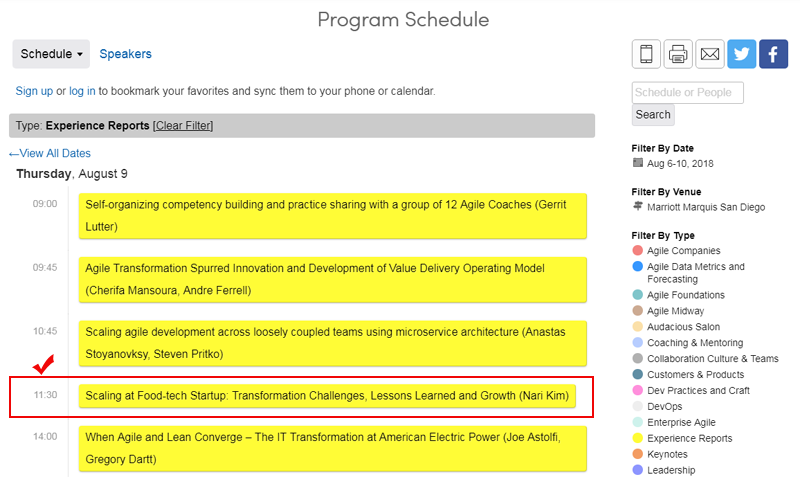 Program Schedule
Schedule
Speakers
Sign up or log in to bookmark your favorites and sync them to your phone or calendar.
Type: Experience Reports [Clear Filter]
←View All Dates
Thursday, August 9
09:00
Self-organizing competency building and practice sharing with a group of 12 Agile Coaches (Gerrit
Lutter)
09:45
Agile Transformation Spurred Innovation and Development of Value Delivery Operating Model
(Cherifa Mansoura, Andre Ferrell)
10:45
Scaling agile development across loosely coupled teams using microservice architecture (Anastas
Stoyanovksy, Steven Pritko)
11:30
Scaling at Food-tech Startup: Transformation Challenges, Lessons Learned and Growth (Nari Kim)
14:00
When Agile and Lean Converge – The IT Transformation at American Electric Power (Joe Astolfi,
Gregory Dartt)
Schedule or People
Search
Filter By Date
Aug 6-10, 2018
Filter By Venue
Marriott Marquis San Diego
Filter By Type
Agile Companies
Agile Data Metrics and
Forecasting
Agile Foundations
Agile Midway
Audacious Salon
Coaching & Mentoring
Collaboration Culture & Teams
Customers & Products
Dev Practices and Craft
DevOps
Enterprise Agile
Experience Reports
Keynotes
Leadership